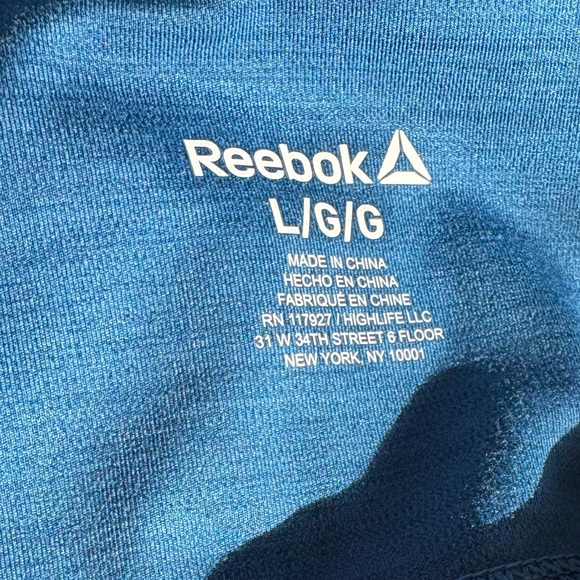 Reebok
L/G/G
MADE IN CHINA
HECHO EN CHINA
FABRIQUÉ EN CHINE
RN 117927 / HIGHLIFE LLC
31 W 34TH STREET & FLOOR
NEW YORK, NY 10001